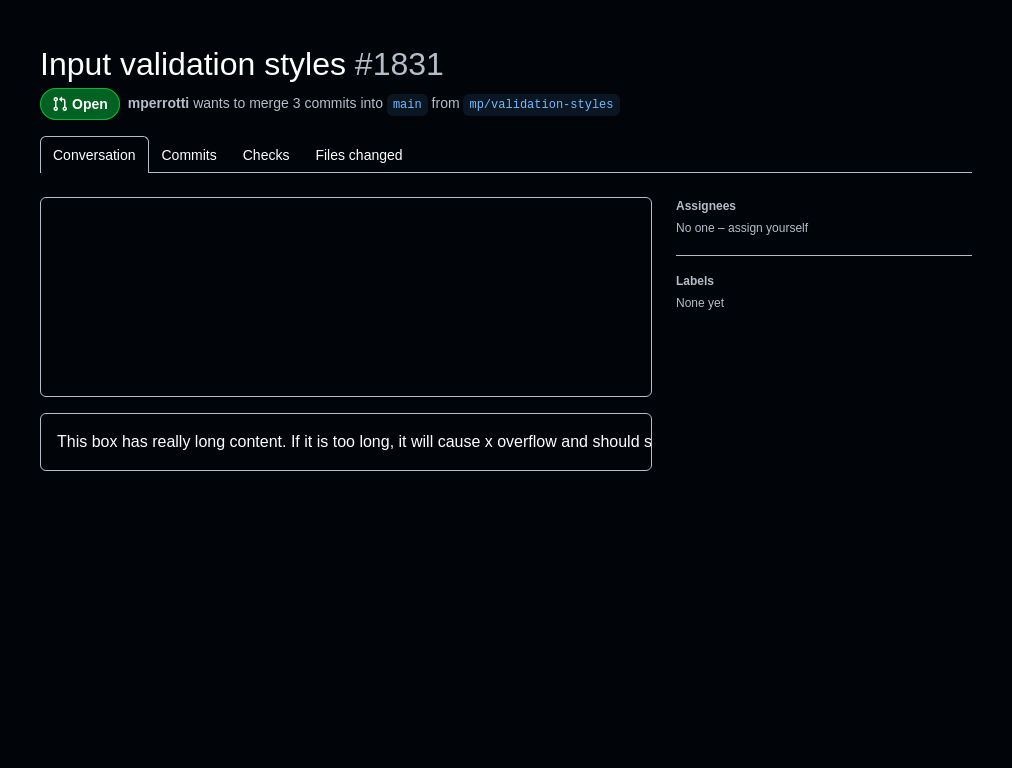 Input validation styles #1831
Open mperrotti wants to merge 3 commits into main from mp/validation-styles
Conversation Commits Checks Files changed
Assignees
No one – assign yourself
Labels
None yet
This box has really long content. If it is too long, it will cause x overflow and should s